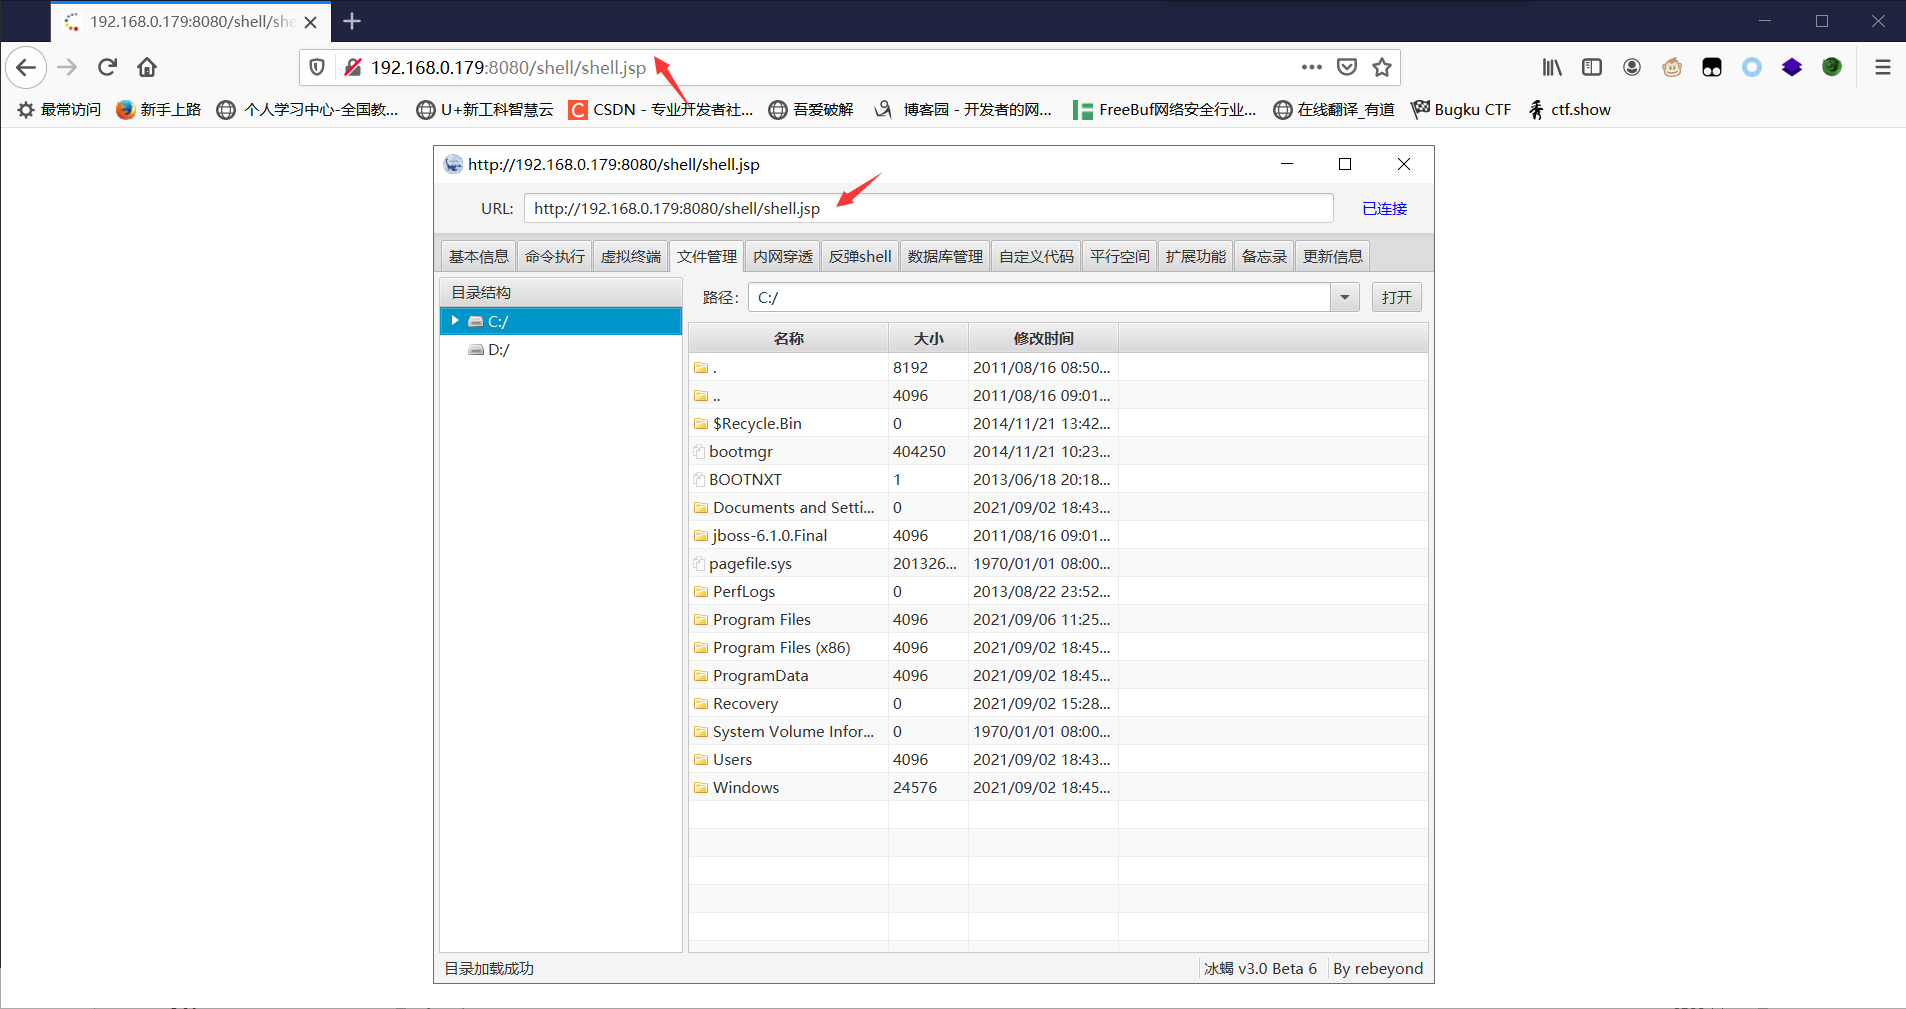 192.168.0.179:8080/shell/she
192.168.0.179:8080/shell/shell.jsp
最常访问 新手上路 个人学习中心-全国教... U+新工科智慧云 CSDN - 专业开发者社... 吾爱破解 博客园 - 开发者的网... FreeBuf网络安全行业... 在线翻译_有道 Bugku CTF ctf.show
http://192.168.0.179:8080/shell/shell.jsp
URL: http://192.168.0.179:8080/shell/shell.jsp 已连接
基本信息 命令执行 虚拟终端 文件管理 内网穿透 反弹shell 数据库管理 自定义代码 平行空间 扩展功能 备忘录 更新信息
目录结构
C:/
D:/
路径: C:/ 打开
名称 大小 修改时间
. 8192 2011/08/16 08:50...
.. 4096 2011/08/16 09:01...
$Recycle.Bin 0 2014/11/21 13:42...
bootmgr 404250 2014/11/21 10:23...
BOOTNXT 1 2013/06/18 20:18...
Documents and Setti... 0 2021/09/02 18:43...
jboss-6.1.0.Final 4096 2011/08/16 09:01...
pagefile.sys 201326... 1970/01/01 08:00...
PerfLogs 0 2013/08/22 23:52...
Program Files 4096 2021/09/06 11:25...
Program Files (x86) 4096 2021/09/02 18:45...
ProgramData 4096 2021/09/02 18:45...
Recovery 0 2021/09/02 15:28...
System Volume Infor... 0 1970/01/01 08:00...
Users 4096 2021/09/02 18:43...
Windows 24576 2021/09/02 18:45...
目录加载成功 冰蝎 v3.0 Beta 6 By rebeyond